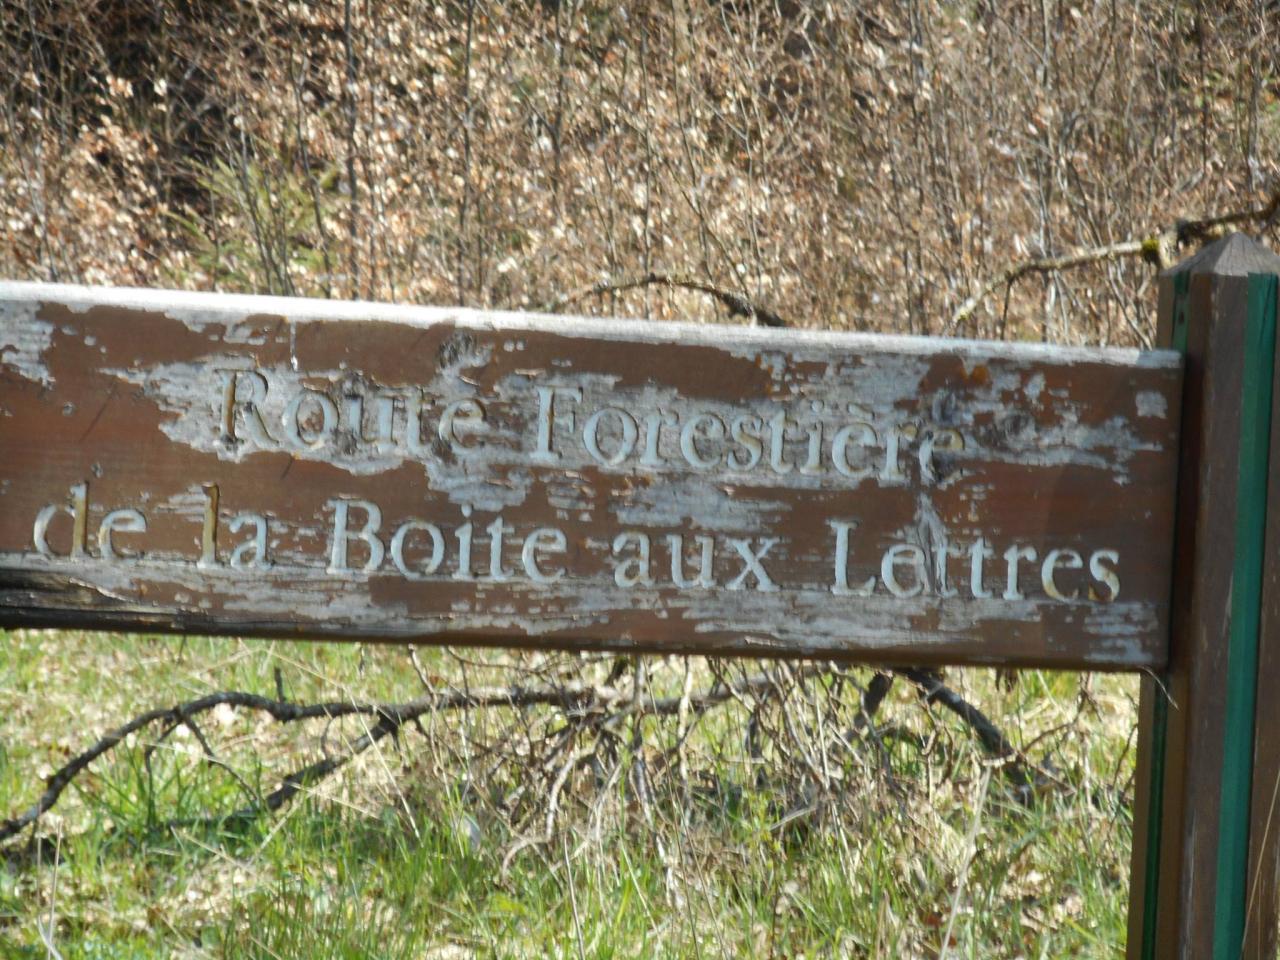 Route Forestière
de la Boite aux Lettres